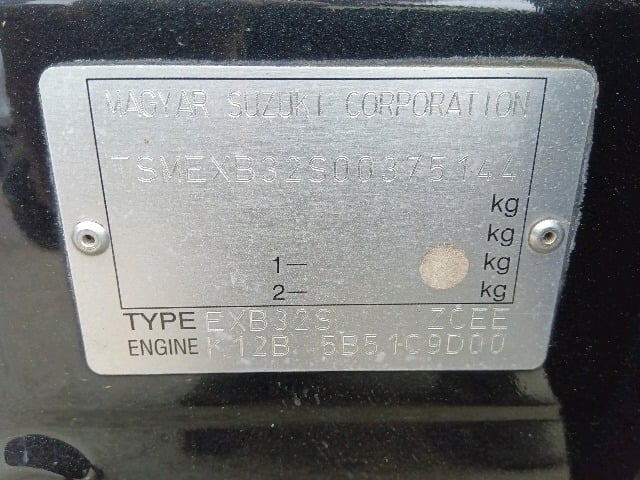 MAGYAR SUZUKI CORPORATION
TSMEXB32S00375144
kg
kg
1— kg
2— kg
TYPE EXB32S ZCEE
ENGINE K12B 5B51C9D00